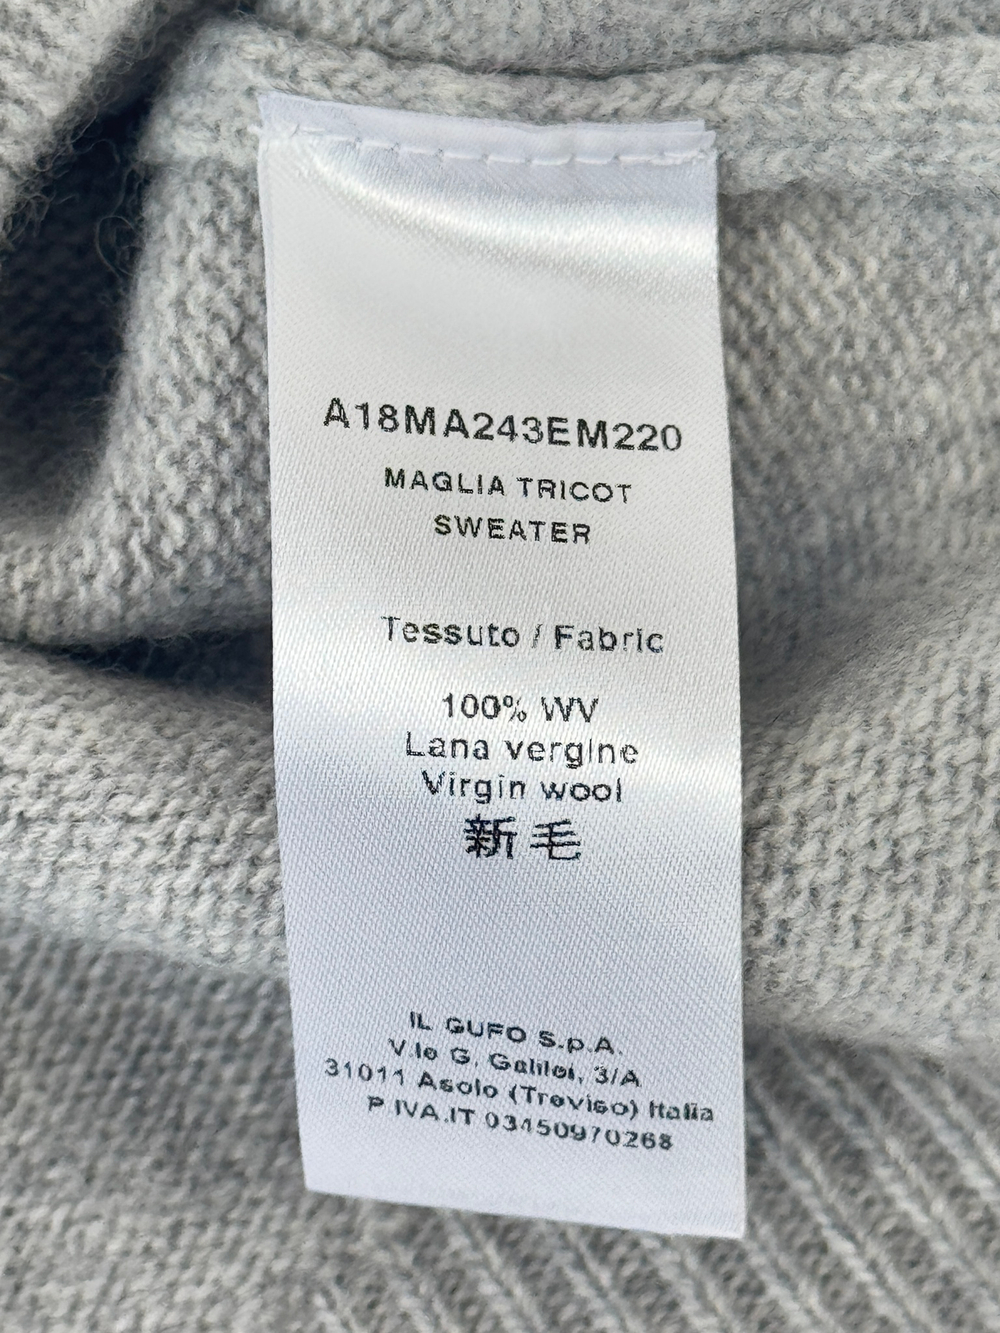 A18MA243EM220
MAGLIA TRICOT
SWEATER
Tessuto / Fabric
100% WV
Lana vergine
Virgin wool
新毛
IL GUFO S.p.A.
V.le G. Galilei, 3/A
31011 Asolo (Treviso) Italia
P.IVA.IT 03450970268